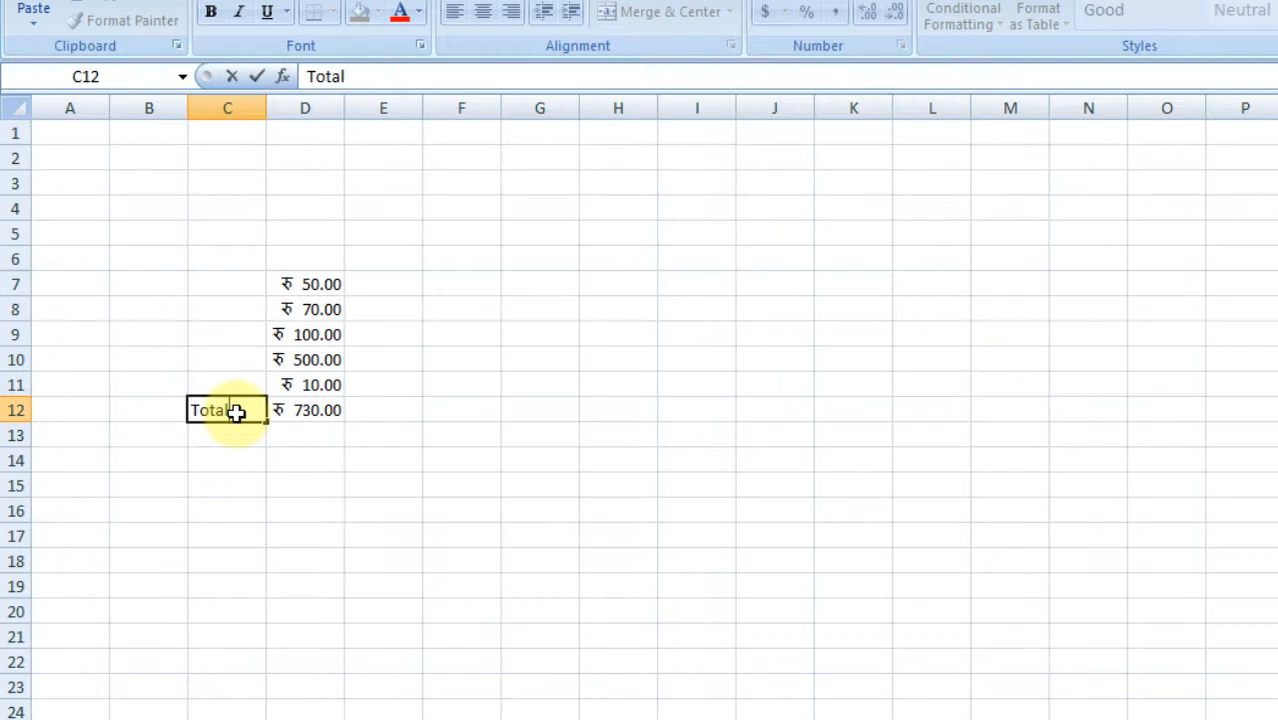 Paste
Format Painter
B I U A $ % ,
Merge & Center
Conditional Formatting
Format as Table
Good
Neutral
Clipboard
Font
Alignment
Number
Styles
C12
fx
Total
A B C D E F G H I J K L M N O P
1
2
3
4
5
6
7 रु 50.00
8 रु 70.00
9 रु 100.00
10 रु 500.00
11 रु 10.00
12 Total रु 730.00
13
14
15
16
17
18
19
20
21
22
23
24